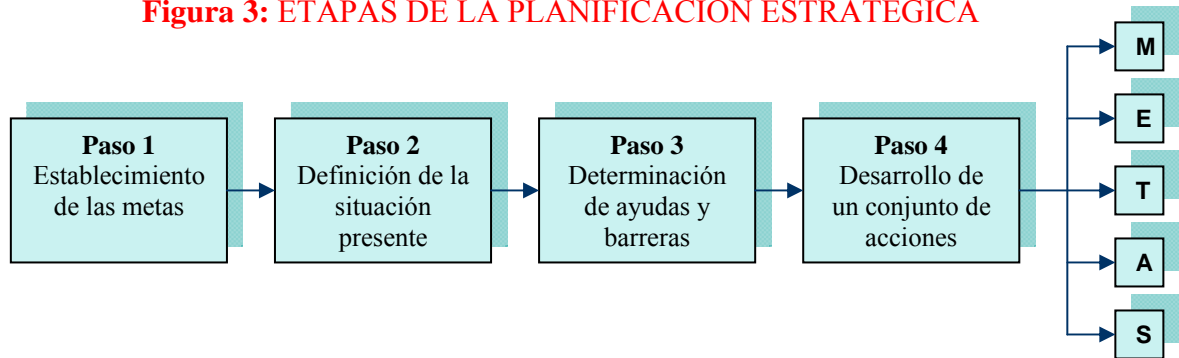 Figura 3: ETAPAS DE LA PLANIFICACIÓN ESTRATÉGICA
Paso 1
Establecimiento
de las metas
Paso 2
Definición de la
situación
presente
Paso 3
Determinación
de ayudas y
barreras
Paso 4
Desarrollo de
un conjunto de
acciones
M
E
T
A
S